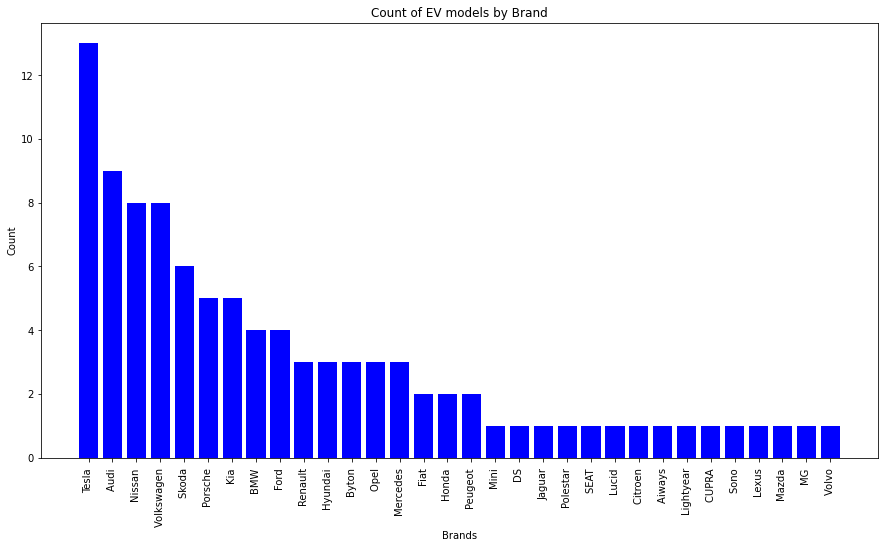 Count of EV models by Brand
Count
12
10
8
6
4
2
0
Tesla
Audi
Nissan
Volkswagen
Skoda
Porsche
Kia
BMW
Ford
Renault
Hyundai
Byton
Opel
Mercedes
Fiat
Honda
Peugeot
Mini
DS
Jaguar
Polestar
SEAT
Lucid
Citroen
Aiways
Lightyear
CUPRA
Sono
Lexus
Mazda
MG
Volvo
Brands